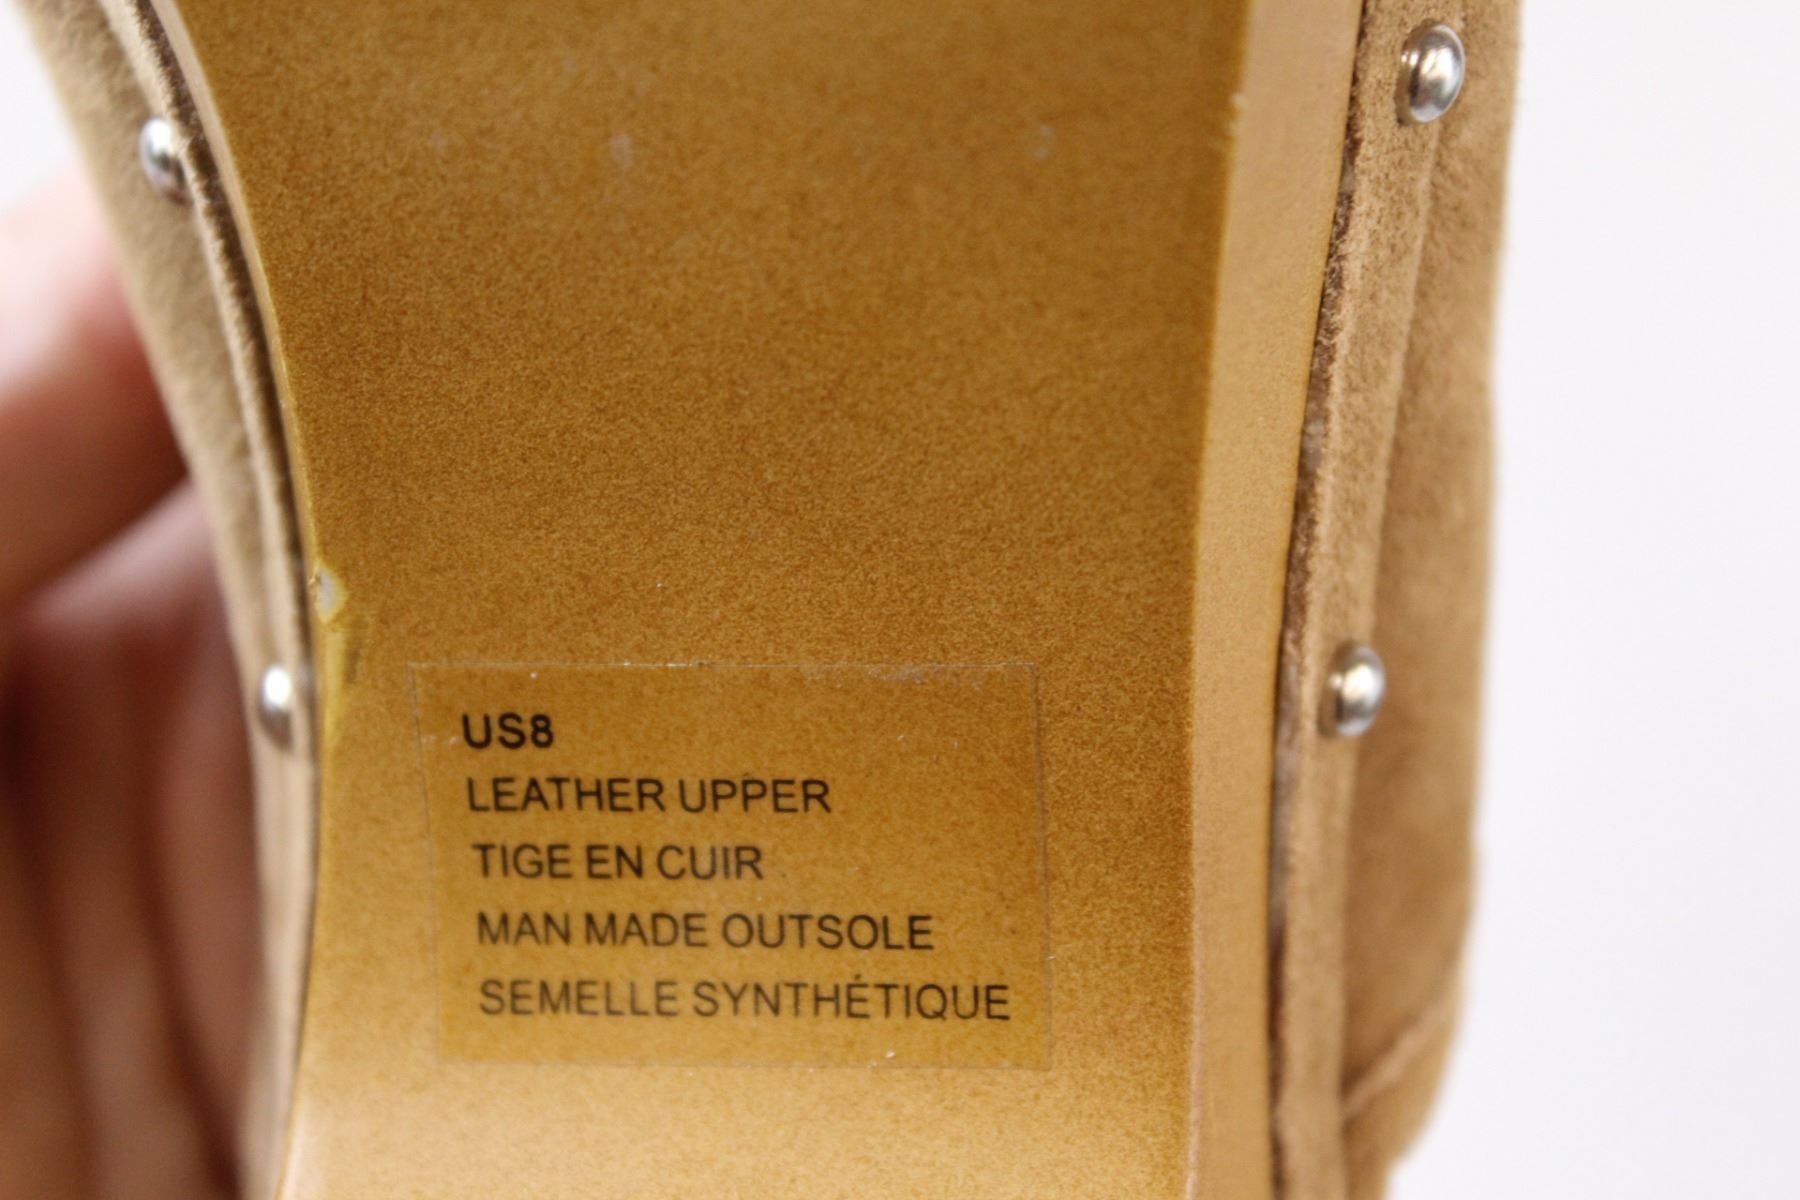 US8
LEATHER UPPER
TIGE EN CUIR
MAN MADE OUTSOLE
SEMELLE SYNTHÉTIQUE